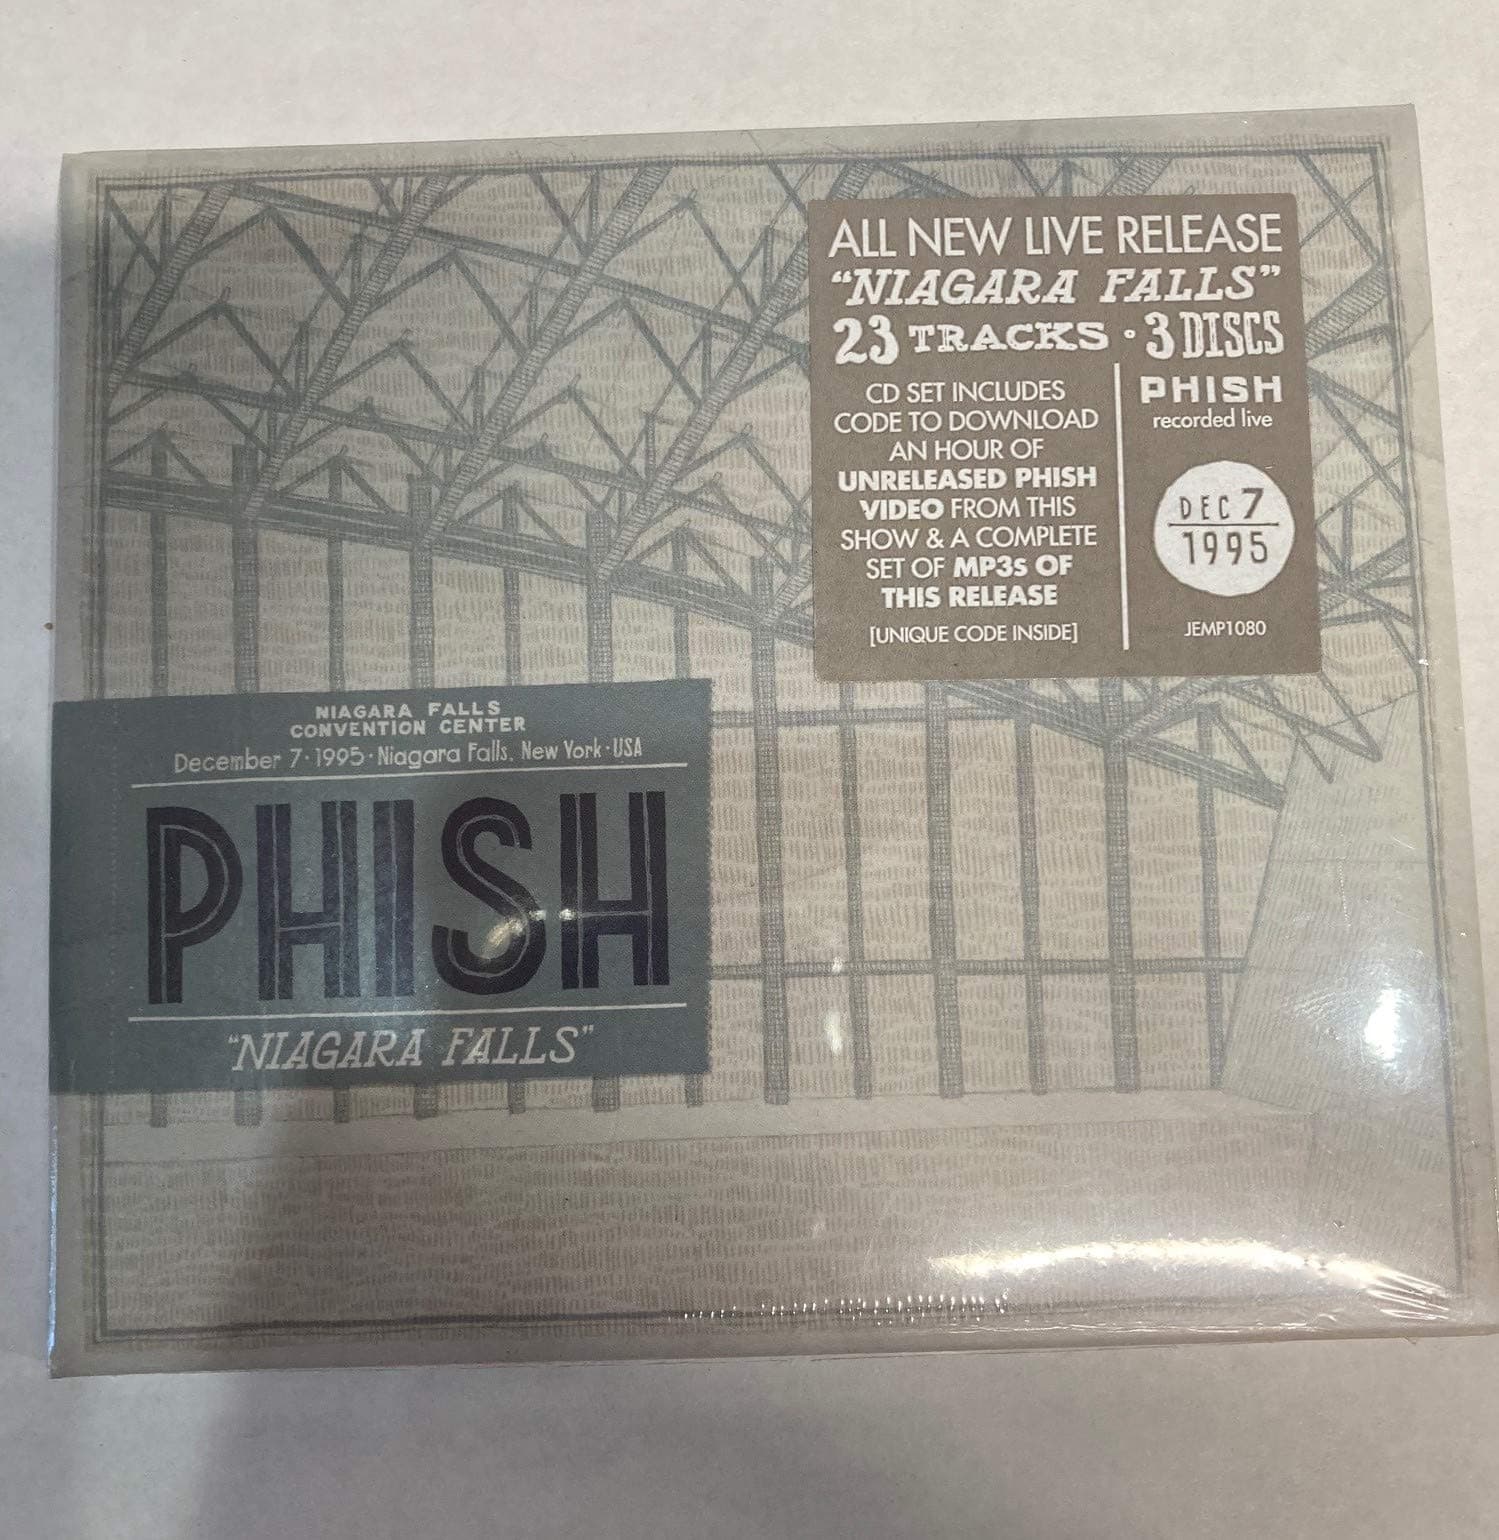 ALL NEW LIVE RELEASE
“NIAGARA FALLS”
23 TRACKS • 3 DISCS
CD SET INCLUDES
CODE TO DOWNLOAD
AN HOUR OF
UNRELEASED PHISH
VIDEO FROM THIS
SHOW & A COMPLETE
SET OF MP3s OF
THIS RELEASE
[UNIQUE CODE INSIDE]
PHISH
recorded live
DEC 7
1995
JEMP1080
NIAGARA FALLS
CONVENTION CENTER
December 7 · 1995 · Niagara Falls, New York · USA
PHISH
“NIAGARA FALLS”